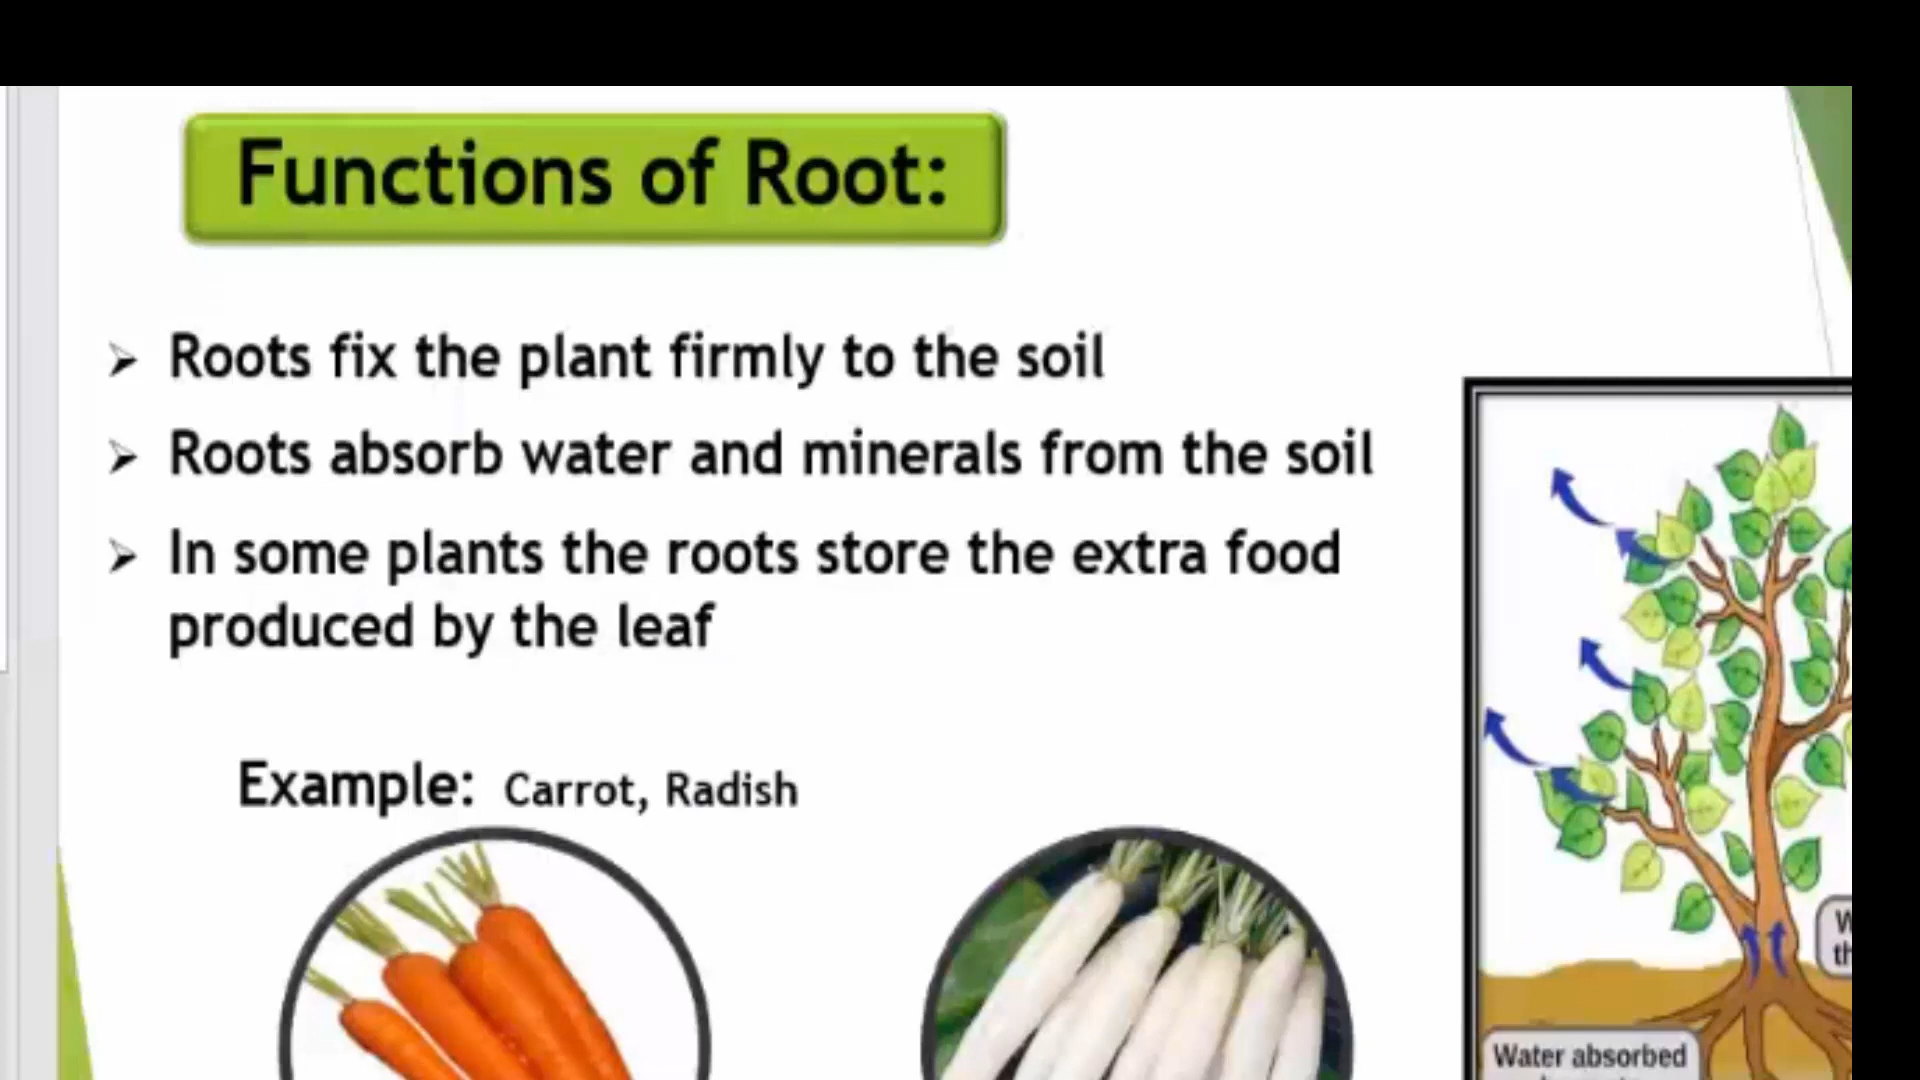 Functions of Root:
Roots fix the plant firmly to the soil
Roots absorb water and minerals from the soil
In some plants the roots store the extra food
produced by the leaf
Example: Carrot, Radish
Water absorbed